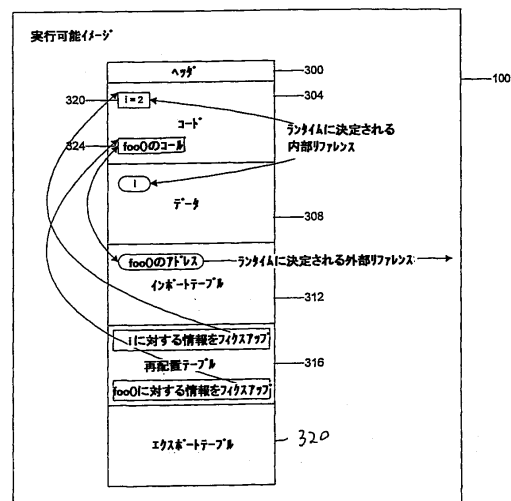 実行可能イメージ
ヘッダ
300
100
320
i = 2
304
コード
ランタイムに決定される
内部リファレンス
324
foo()のコール
I
データ
308
foo()のアドレス
ランタイムに決定される外部リファレンス
インポートテーブル
312
iに対する情報をフィクスアップ
再配置テーブル
316
foo()に対する情報をフィクスアップ
エクスポートテーブル
320